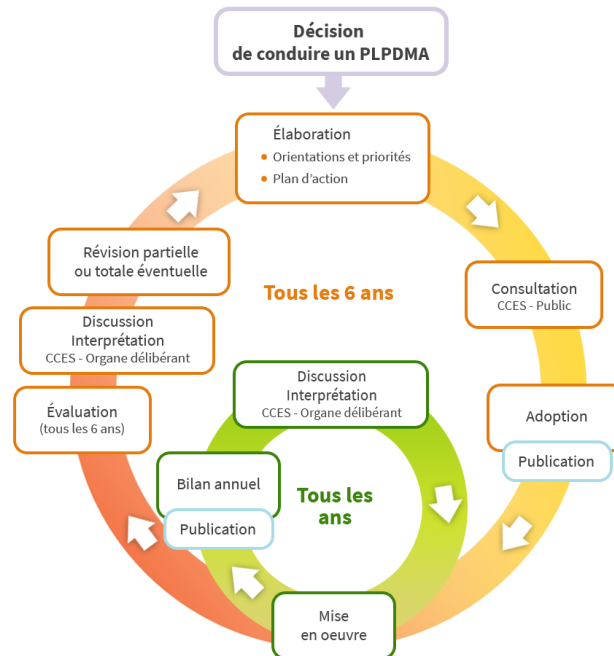 Décision
de conduire un PLPDMA
Élaboration
• Orientations et priorités
• Plan d'action
Révision partielle
ou totale éventuelle
Tous les 6 ans
Consultation
CCES - Public
Discussion
Interprétation
CCES - Organe délibérant
Discussion
Interprétation
CCES - Organe délibérant
Évaluation
(tous les 6 ans)
Adoption
Publication
Bilan annuel
Publication
Tous les
ans
Mise
en oeuvre